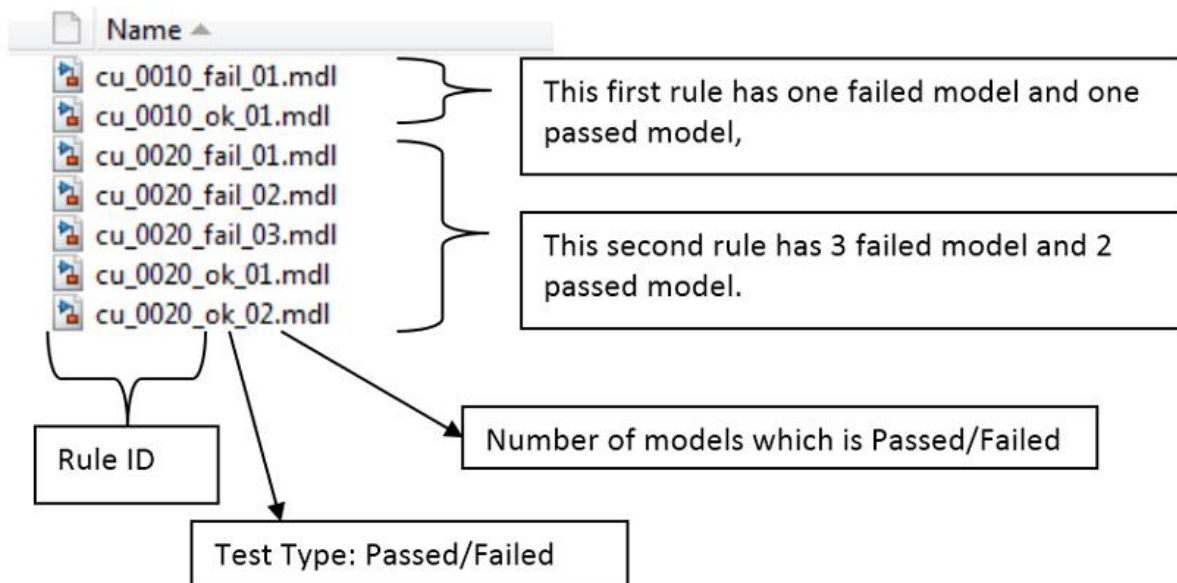 Name
cu_0010_fail_01.mdl
cu_0010_ok_01.mdl
cu_0020_fail_01.mdl
cu_0020_fail_02.mdl
cu_0020_fail_03.mdl
cu_0020_ok_01.mdl
cu_0020_ok_02.mdl
This first rule has one failed model and one
passed model,
This second rule has 3 failed model and 2
passed model.
Number of models which is Passed/Failed
Rule ID
Test Type: Passed/Failed